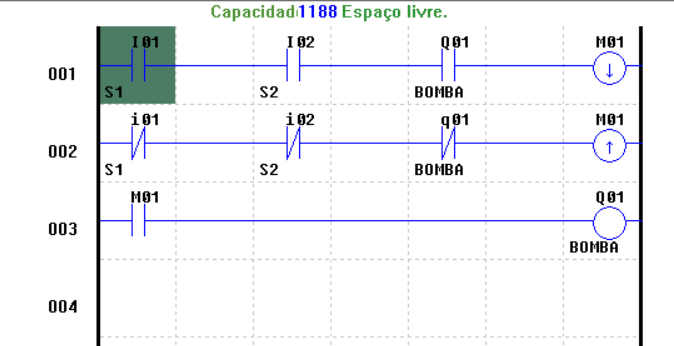 Capacidad 1188 Espaço livre.
I01 I02 Q01 M01
001
S1 S2 BOMBA
i01 i02 q01 M01
002
S1 S2 BOMBA
M01 Q01
003
BOMBA
004